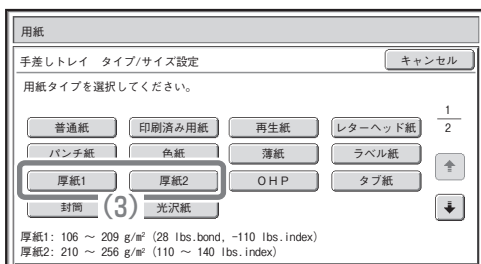 用紙
手差しトレイ タイプ/サイズ設定 キャンセル
用紙タイプを選択してください。
普通紙 印刷済み用紙 再生紙 レターヘッド紙
1
2
パンチ紙 色紙 薄紙 ラベル紙
厚紙1 厚紙2 OHP タブ紙
封筒 (3) 光沢紙
厚紙1: 106 ～ 209 g/m² (28 lbs.bond, -110 lbs.index)
厚紙2: 210 ～ 256 g/m² (110 ～ 140 lbs.index)